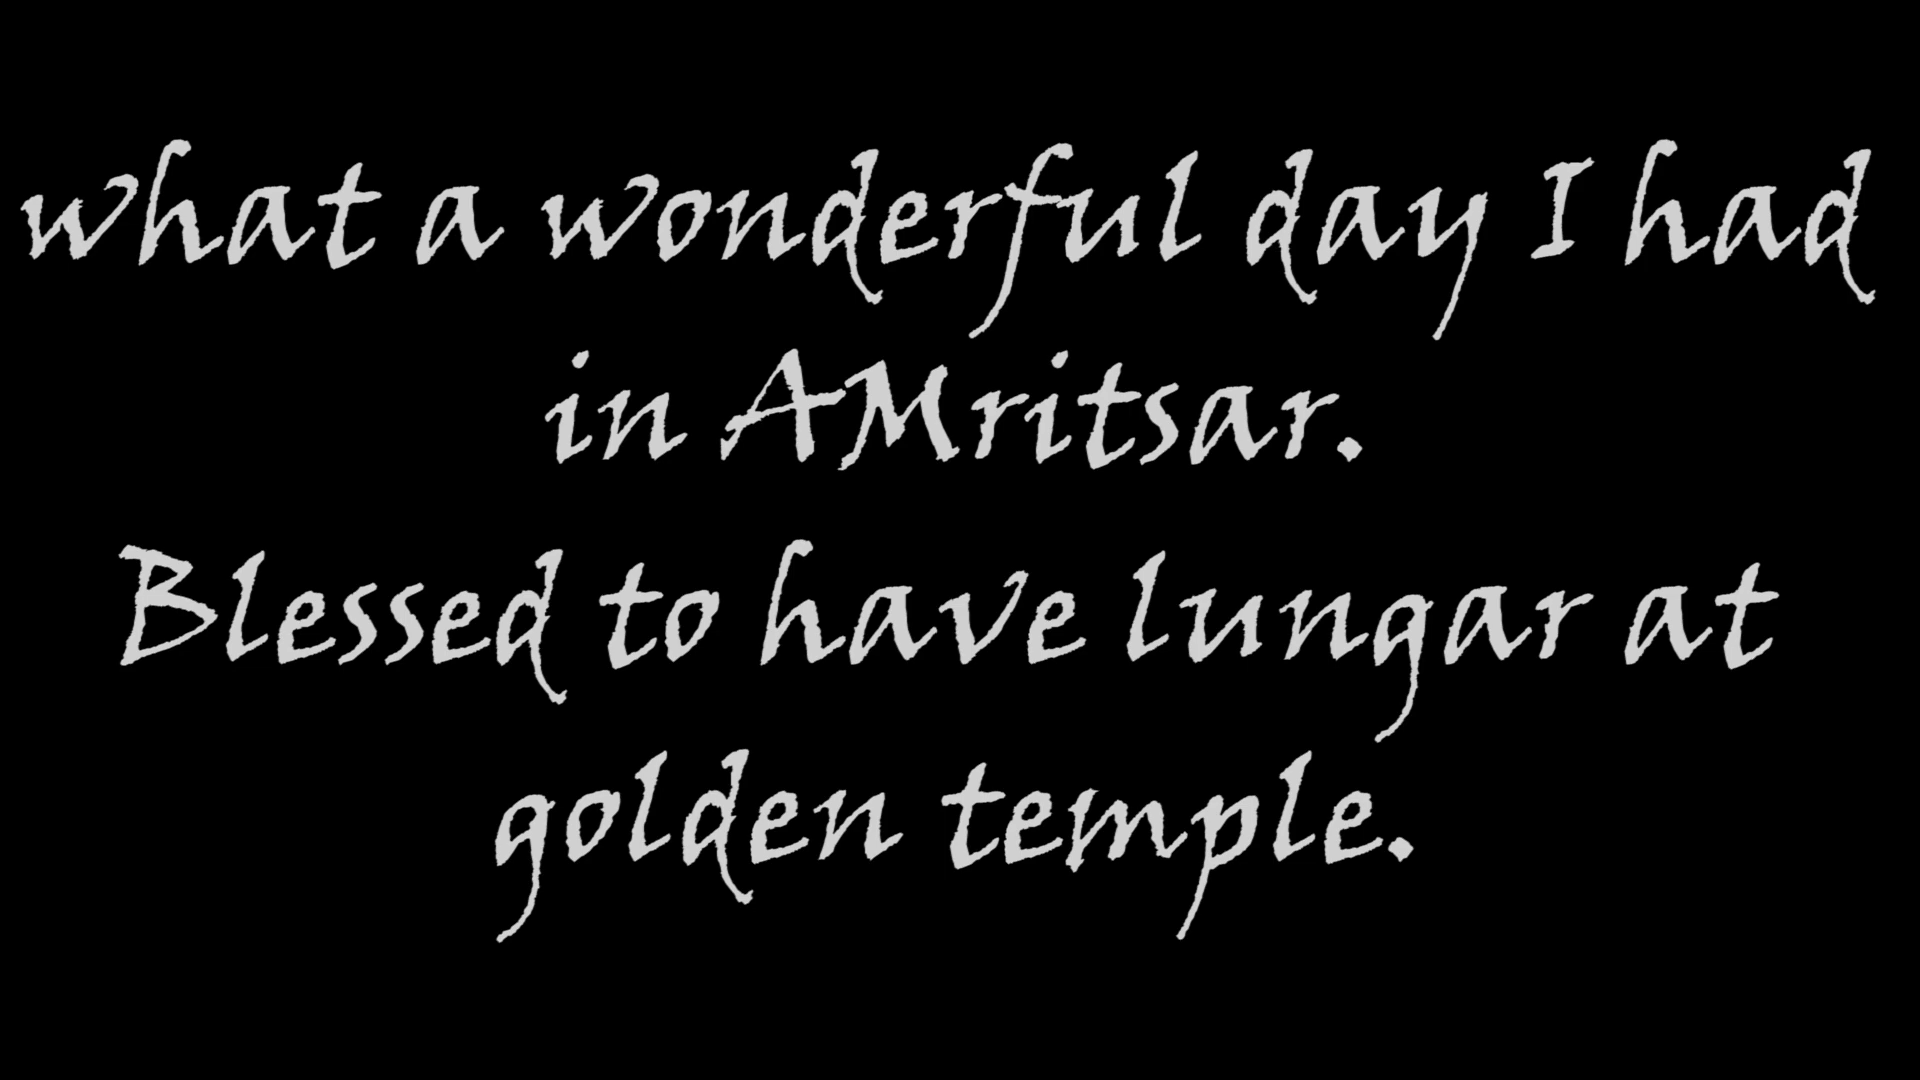 what a wonderful day I had
in AMritsar.
Blessed to have lungar at
golden temple.